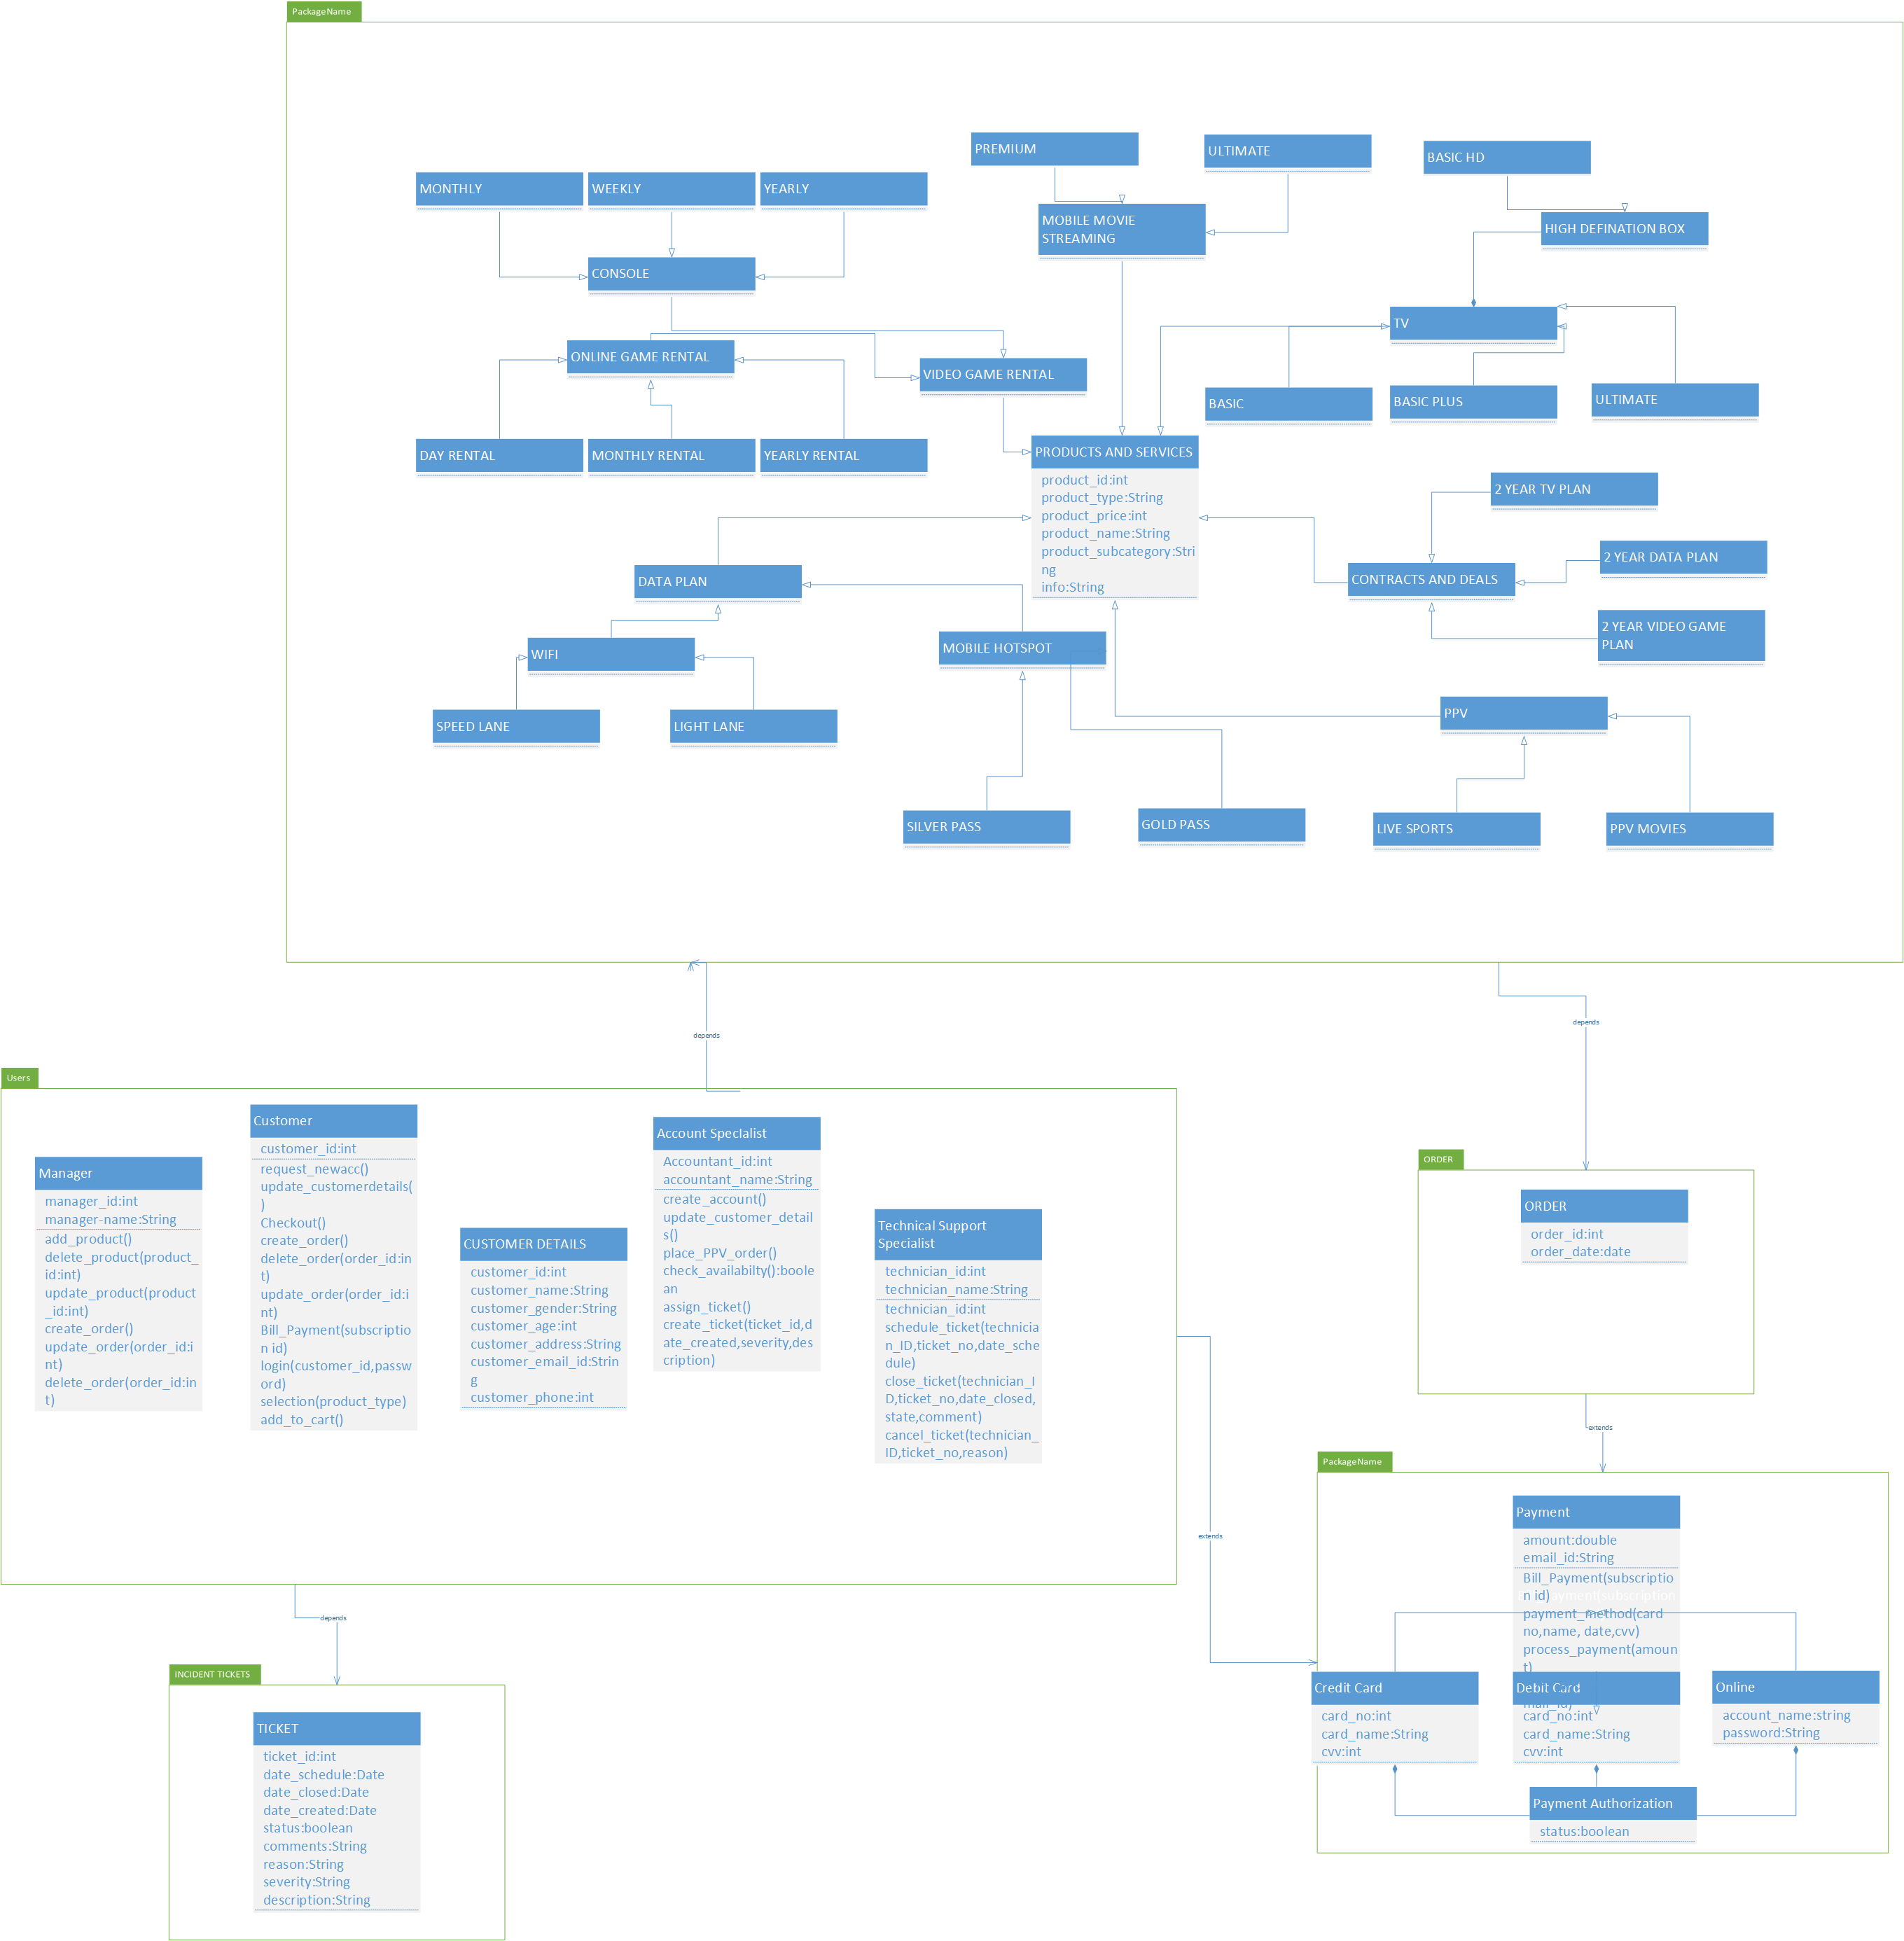 PackageName
PREMIUM
ULTIMATE
BASIC HD
MONTHLY
WEEKLY
YEARLY
MOBILE MOVIE
STREAMING
HIGH DEFINATION BOX
CONSOLE
TV
ONLINE GAME RENTAL
VIDEO GAME RENTAL
BASIC
BASIC PLUS
ULTIMATE
DAY RENTAL
MONTHLY RENTAL
YEARLY RENTAL
PRODUCTS AND SERVICES
product_id:int
product_type:String
product_price:int
product_name:String
product_subcategory:Stri
ng
info:String
2 YEAR TV PLAN
2 YEAR DATA PLAN
DATA PLAN
CONTRACTS AND DEALS
2 YEAR VIDEO GAME
PLAN
WIFI
MOBILE HOTSPOT
SPEED LANE
LIGHT LANE
PPV
SILVER PASS
GOLD PASS
LIVE SPORTS
PPV MOVIES
depends
depends
Users
Manager
manager_id:int
manager-name:String
add_product()
delete_product(product_
id:int)
update_product(product
_id:int)
create_order()
update_order(order_id:i
nt)
delete_order(order_id:in
t)
Customer
customer_id:int
request_newacc()
update_customerdetails(
)
Checkout()
create_order()
delete_order(order_id:in
t)
update_order(order_id:i
nt)
Bill_Payment(subscriptio
n id)
login(customer_id,passw
ord)
selection(product_type)
add_to_cart()
CUSTOMER DETAILS
customer_id:int
customer_name:String
customer_gender:String
customer_age:int
customer_address:String
customer_email_id:Strin
g
customer_phone:int
Account SpecIalist
Accountant_id:int
accountant_name:String
create_account()
update_customer_detail
s()
place_PPV_order()
check_availabilty():boole
an
assign_ticket()
create_ticket(ticket_id,d
ate_created,severity,des
cription)
Technical Support
Specialist
technician_id:int
technician_name:String
technician_id:int
schedule_ticket(technicia
n_ID,ticket_no,date_sche
dule)
close_ticket(technician_I
D,ticket_no,date_closed,
state,comment)
cancel_ticket(technician_
ID,ticket_no,reason)
ORDER
ORDER
order_id:int
order_date:date
extends
extends
PackageName
Payment
amount:double
email_id:String
Bill_Payment(subscriptio
n id)
payment_method(card
no,name, date,cvv)
process_payment(amoun
t)
Credit Card
card_no:int
card_name:String
cvv:int
Debit Card
mail_id)
card_no:int
card_name:String
cvv:int
Online
account_name:string
password:String
Payment Authorization
status:boolean
depends
INCIDENT TICKETS
TICKET
ticket_id:int
date_schedule:Date
date_closed:Date
date_created:Date
status:boolean
comments:String
reason:String
severity:String
description:String